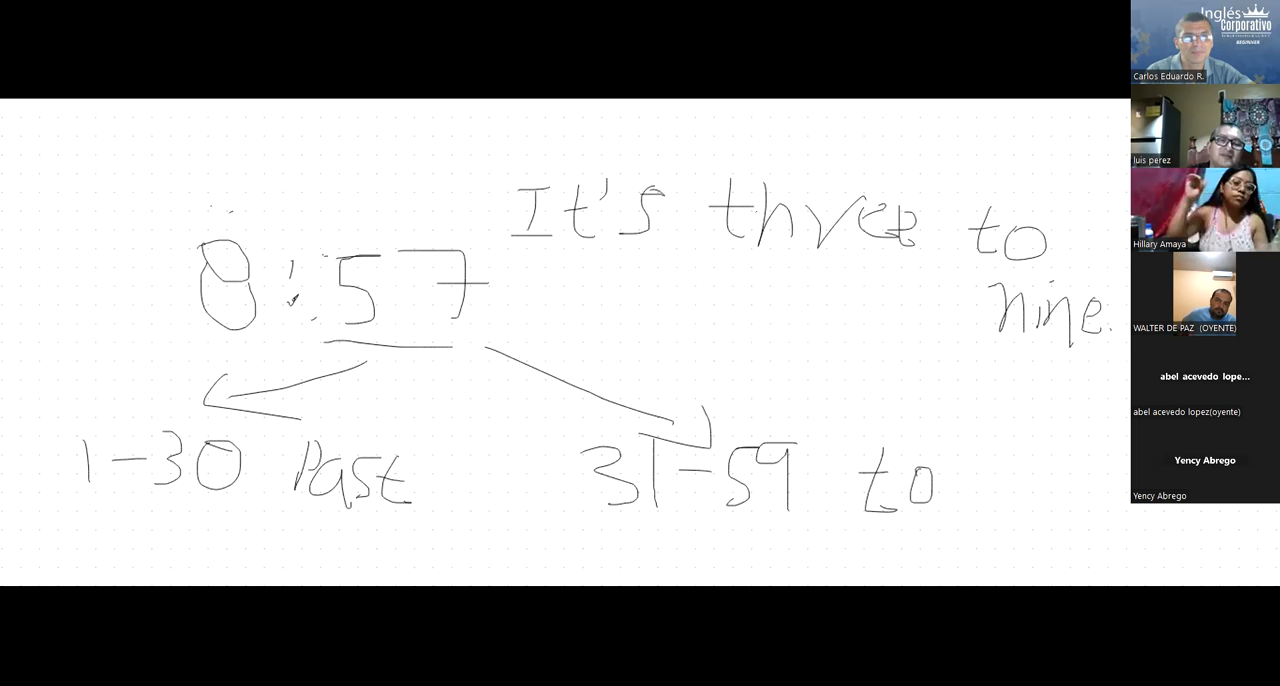 It's three to
nine.
8:57
1-30 Past
31-59 to
Inglés
Corporativo
BEGINNER
Carlos Eduardo R.
luis perez
Hillary Amaya
WALTER DE PAZ (OYENTE)
abel acevedo lope...
abel acevedo lopez(oyente)
Yency Abrego
Yency Abrego